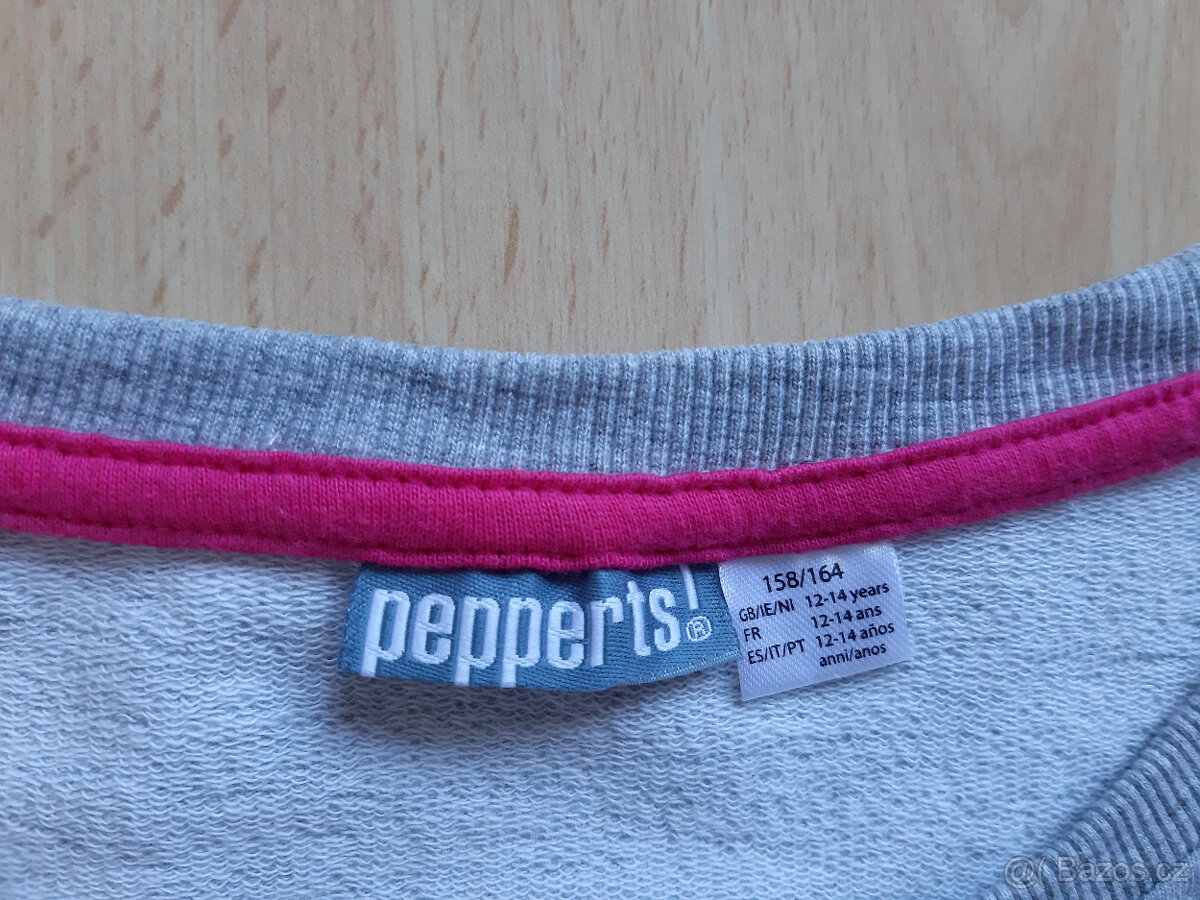 pepperts!®
158/164
GB/IE/NI 12-14 years
FR 12-14 ans
ES/IT/PT 12-14 años
anni/anos
@ Bazos.cz